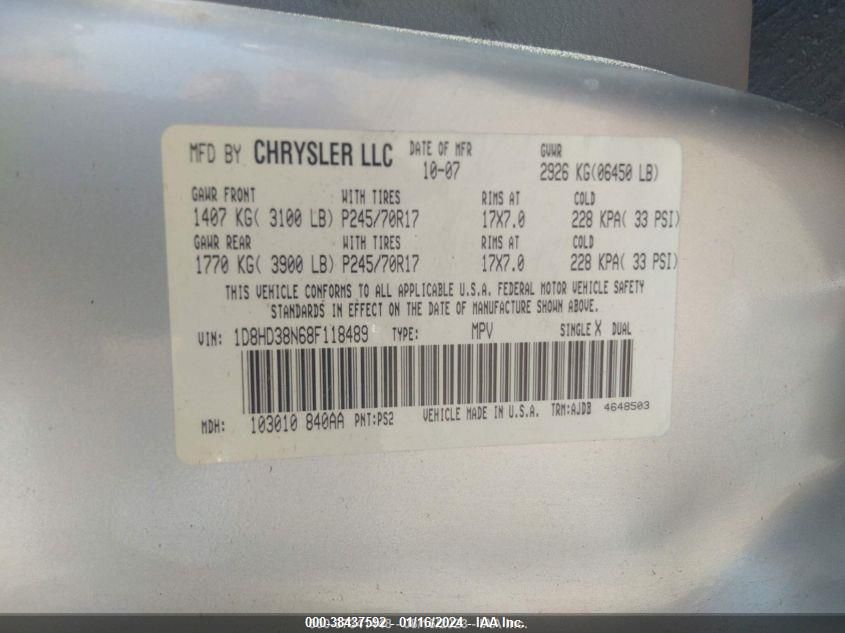 MFD BY CHRYSLER LLC DATE OF MFR GVWR
10-07 2926 KG(06450 LB)
GAWR FRONT WITH TIRES RIMS AT COLD
1407 KG( 3100 LB) P245/70R17 17X7.0 228 KPA( 33 PSI)
GAWR REAR WITH TIRES RIMS AT COLD
1770 KG( 3900 LB) P245/70R17 17X7.0 228 KPA( 33 PSI)
THIS VEHICLE CONFORMS TO ALL APPLICABLE U.S.A. FEDERAL MOTOR VEHICLE SAFETY
STANDARDS IN EFFECT ON THE DATE OF MANUFACTURE SHOWN ABOVE.
VIN: 1D8HD38N68F118489 TYPE: MPV SINGLE X DUAL
MDH: 103010 840AA PNT:PS2 VEHICLE MADE IN U.S.A. TRM:AJDB 4648503
000-38437592 - 01/16/2024 - IAA Inc.